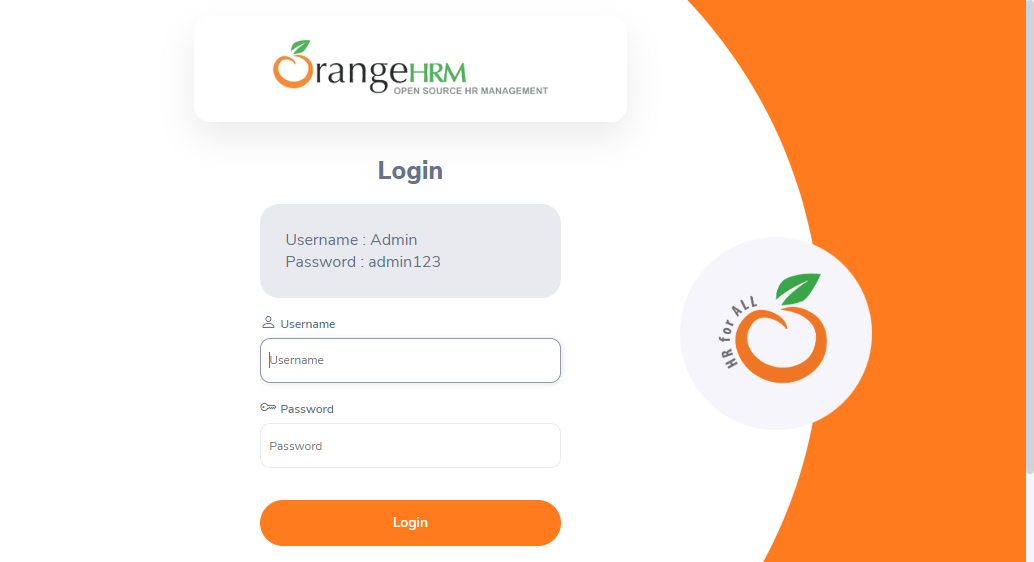 OrangeHRM
OPEN SOURCE HR MANAGEMENT
Login
Username : Admin
Password : admin123
Username
Username
Password
Password
Login
HR for ALL